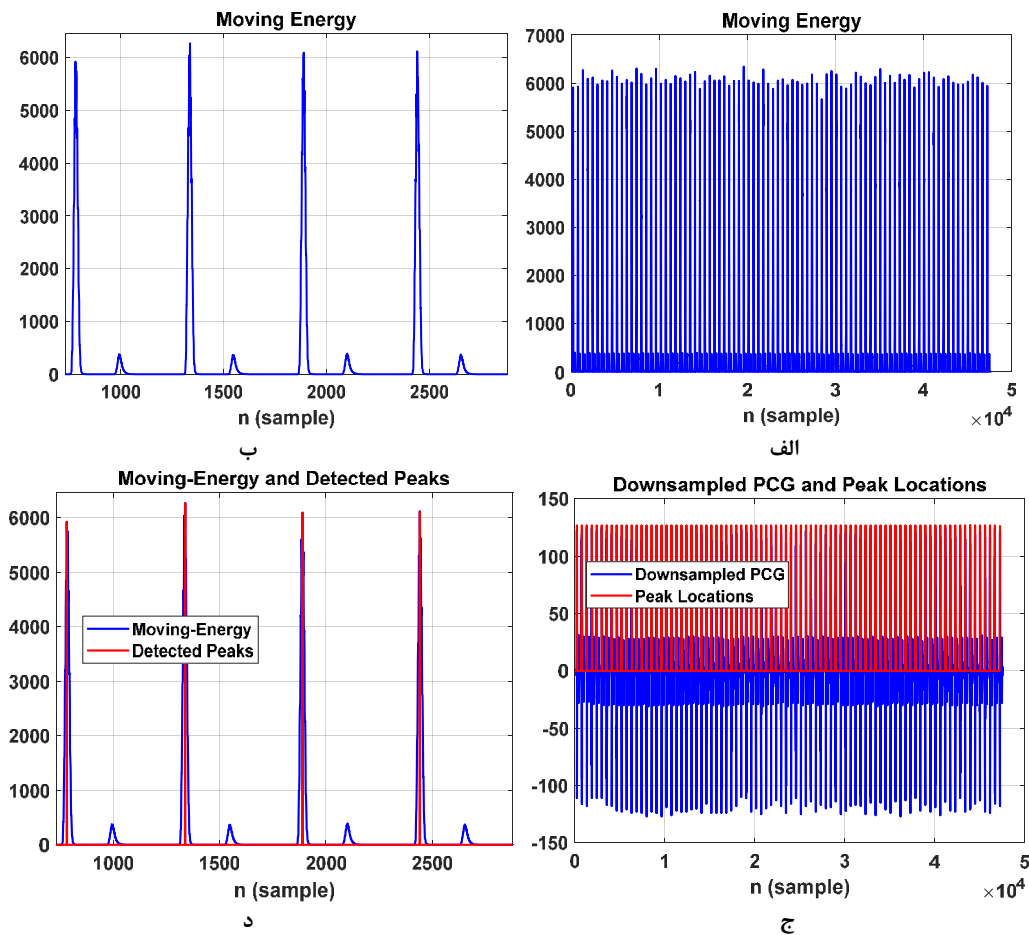 Moving Energy
6000
5000
4000
3000
2000
1000
0
1000 1500 2000 2500
n (sample)
ب
Moving Energy
7000
6000
5000
4000
3000
2000
1000
0
0 1 2 3 4 5
×10⁴
n (sample)
الف
Moving-Energy and Detected Peaks
6000
5000
4000
3000
2000
1000
0
Moving-Energy
Detected Peaks
1000 1500 2000 2500
n (sample)
د
Downsampled PCG and Peak Locations
150
100
50
0
-50
-100
-150
Downsampled PCG
Peak Locations
0 1 2 3 4 5
×10⁴
n (sample)
ج